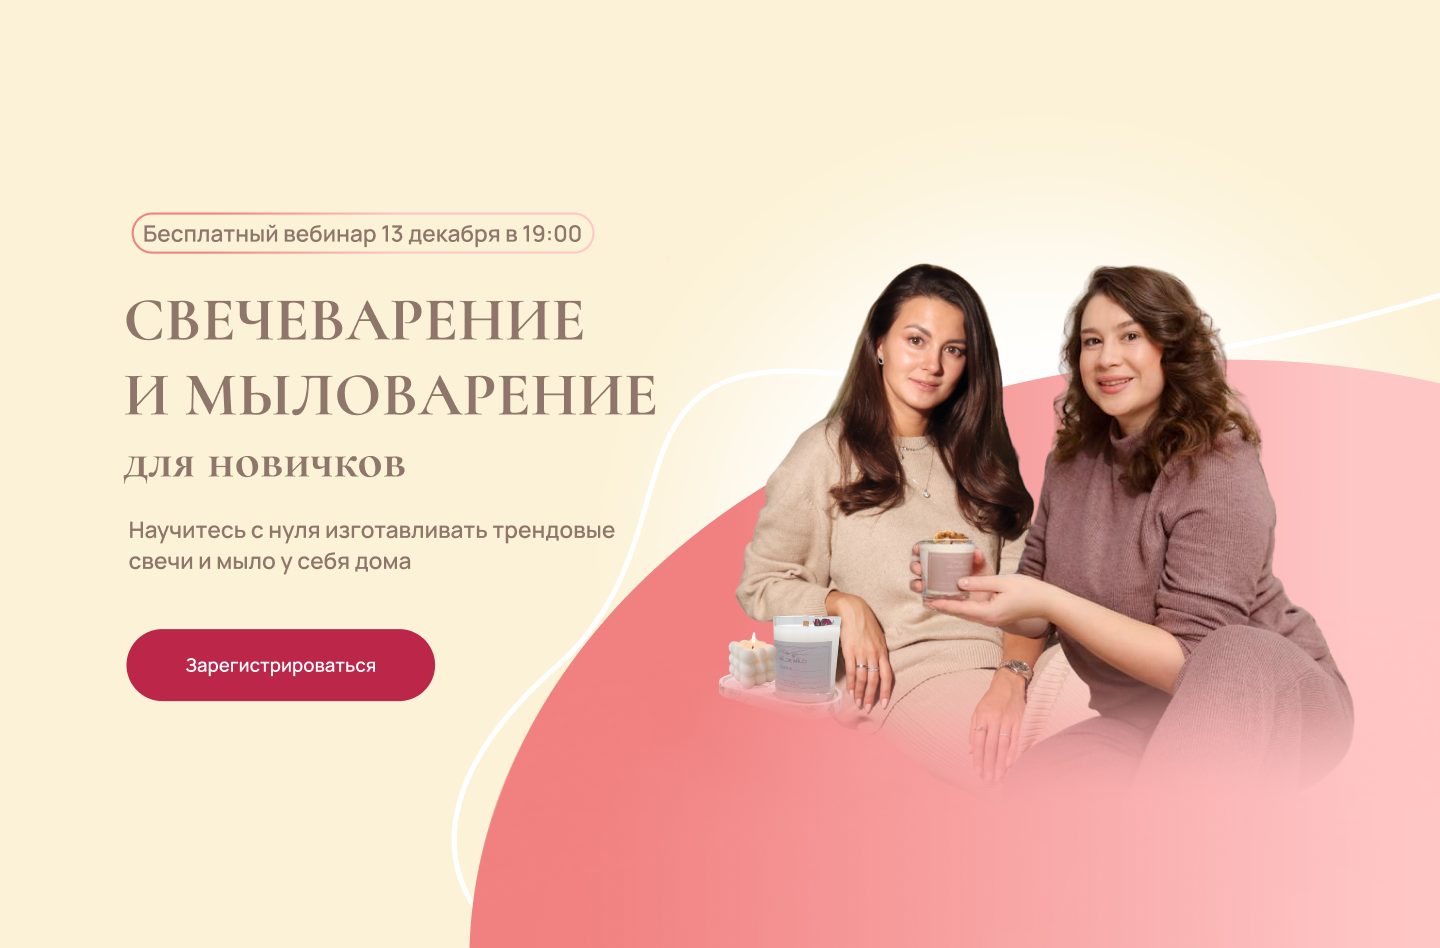 Бесплатный вебинар 13 декабря в 19:00
СВЕЧЕВАРЕНИЕ
И МЫЛОВАРЕНИЕ
для новичков
Научитесь с нуля изготавливать трендовые
свечи и мыло у себя дома
Зарегистрироваться